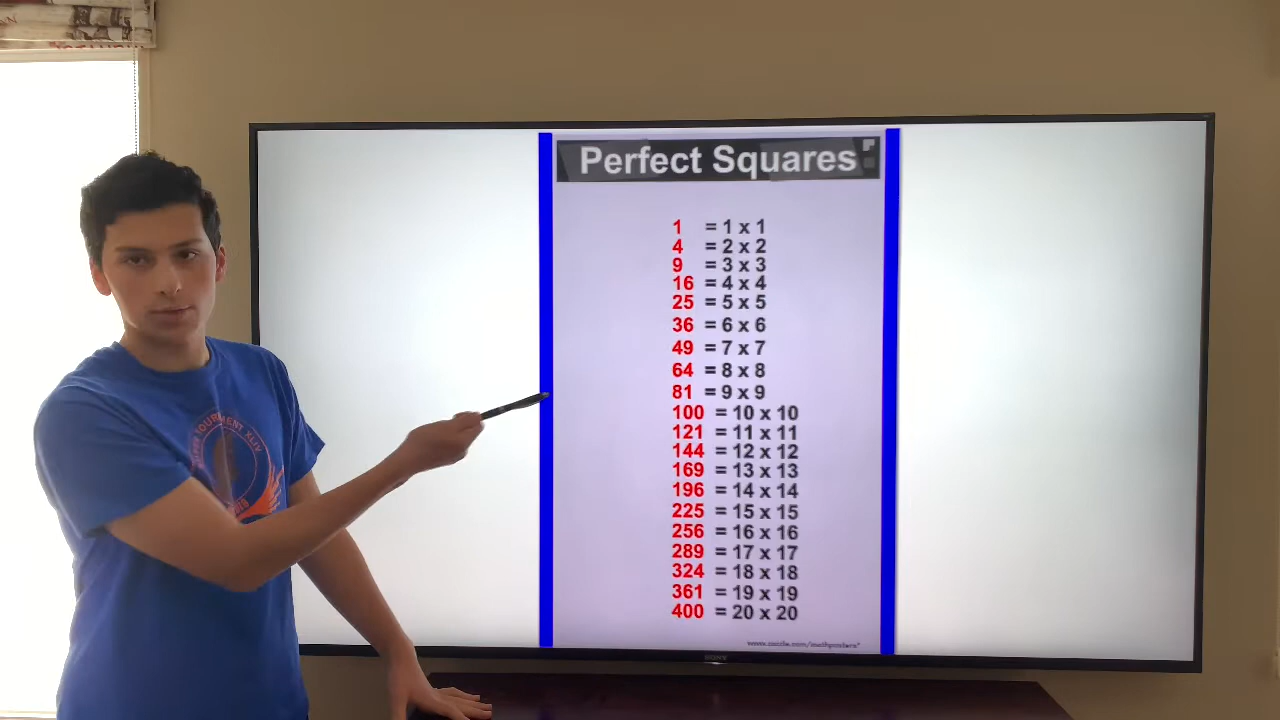 Perfect Squares
1 = 1 x 1
4 = 2 x 2
9 = 3 x 3
16 = 4 x 4
25 = 5 x 5
36 = 6 x 6
49 = 7 x 7
64 = 8 x 8
81 = 9 x 9
100 = 10 x 10
121 = 11 x 11
144 = 12 x 12
169 = 13 x 13
196 = 14 x 14
225 = 15 x 15
256 = 16 x 16
289 = 17 x 17
324 = 18 x 18
361 = 19 x 19
400 = 20 x 20
SONY
XLIV